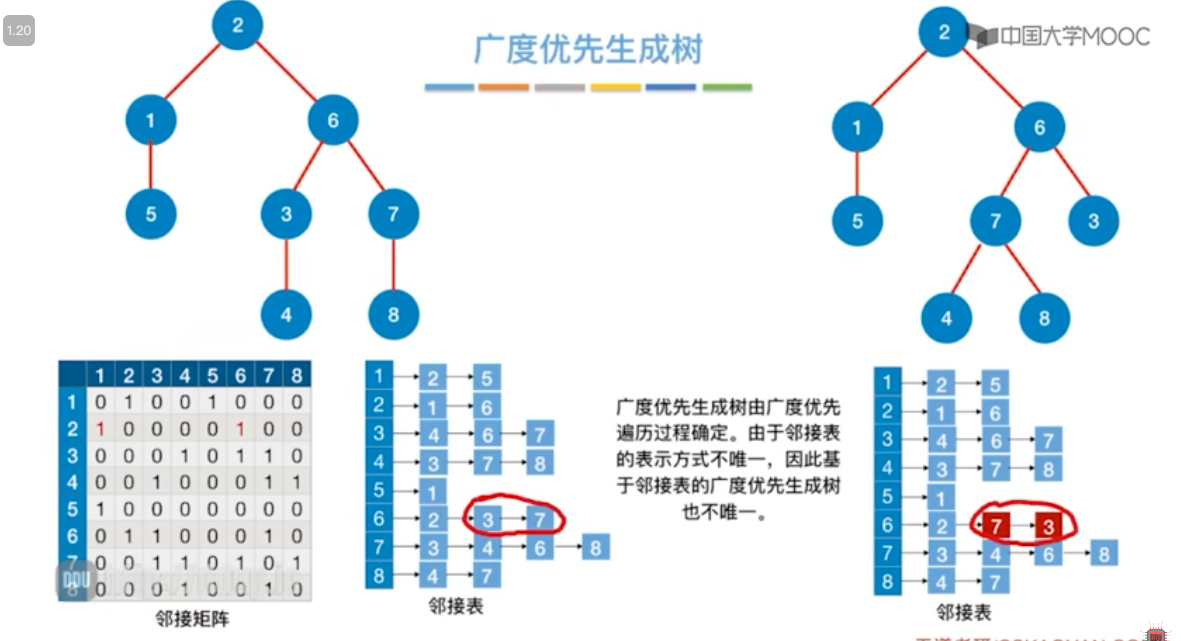 1.20
广度优先生成树
中国大学MOOC
2
1 6
5 3 7
4 8
2
1 6
5 7 3
4 8
1 2 3 4 5 6 7 8
1 0 1 0 0 1 0 0 0
2 1 0 0 0 0 1 0 0
3 0 0 0 1 0 1 1 0
4 0 0 1 0 0 0 1 1
5 1 0 0 0 0 0 0 0
6 0 1 1 0 0 0 1 0
7 0 0 1 1 0 1 0 1
8 0 0 0 1 0 0 1 0
邻接矩阵
1 2 5
2 1 6
3 4 6 7
4 3 7 8
5 1
6 2 3 7
7 3 4 6 8
8 4 7
邻接表
广度优先生成树由广度优先
遍历过程确定。由于邻接表
的表示方式不唯一，因此基
于邻接表的广度优先生成树
也不唯一。
1 2 5
2 1 6
3 4 6 7
4 3 7 8
5 1
6 2 7 3
7 3 4 6 8
8 4 7
邻接表